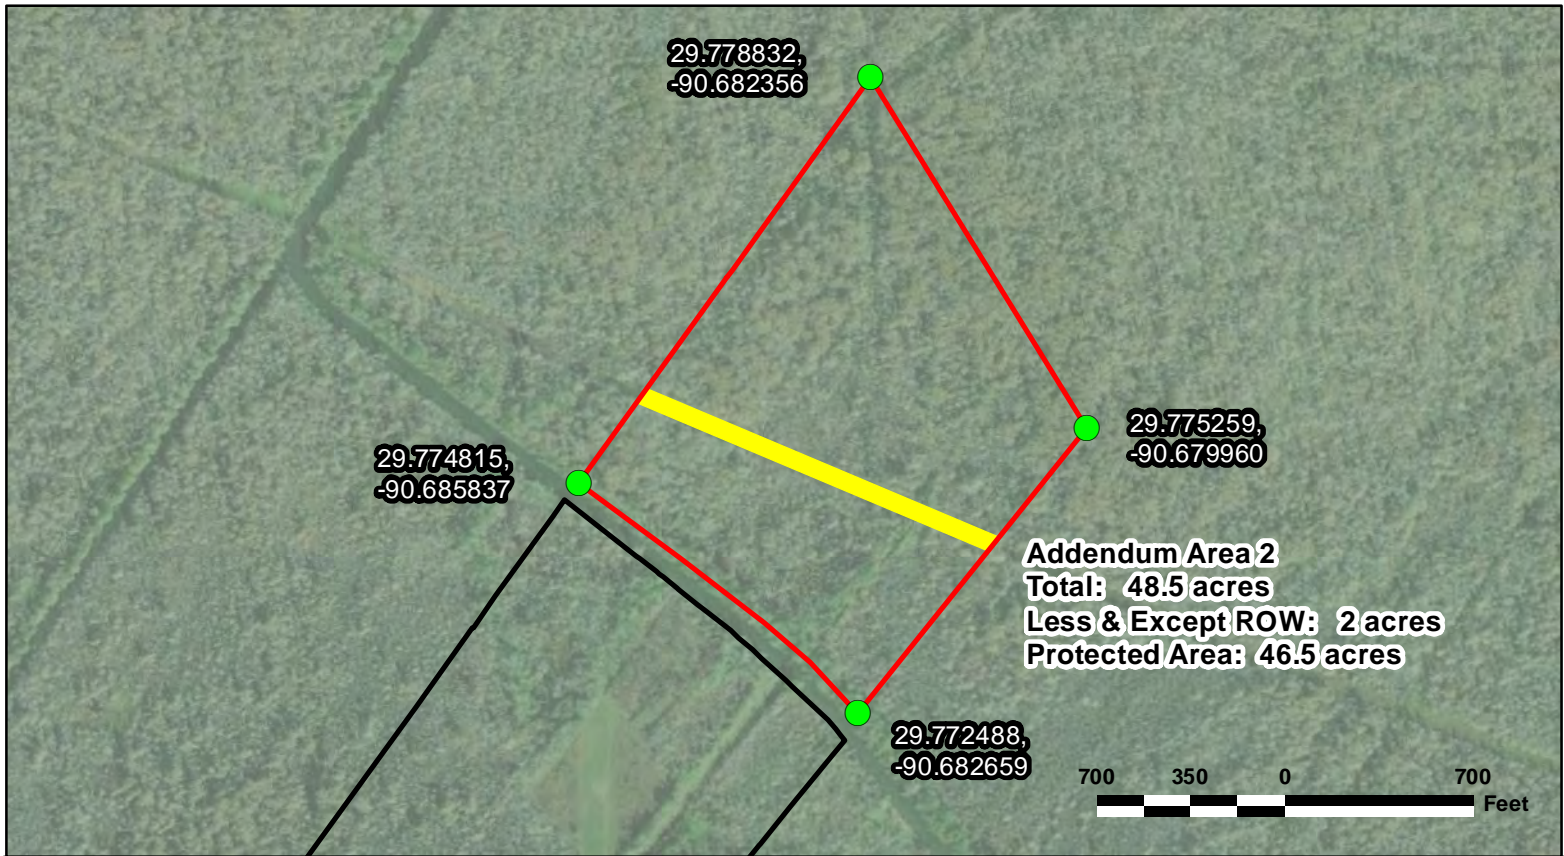 29.778832,
-90.682356
29.774815,
-90.685837
29.775259,
-90.679960
Addendum Area 2
Total: 48.5 acres
Less & Except ROW: 2 acres
Protected Area: 46.5 acres
29.772488,
-90.682659
700 350 0 700
Feet